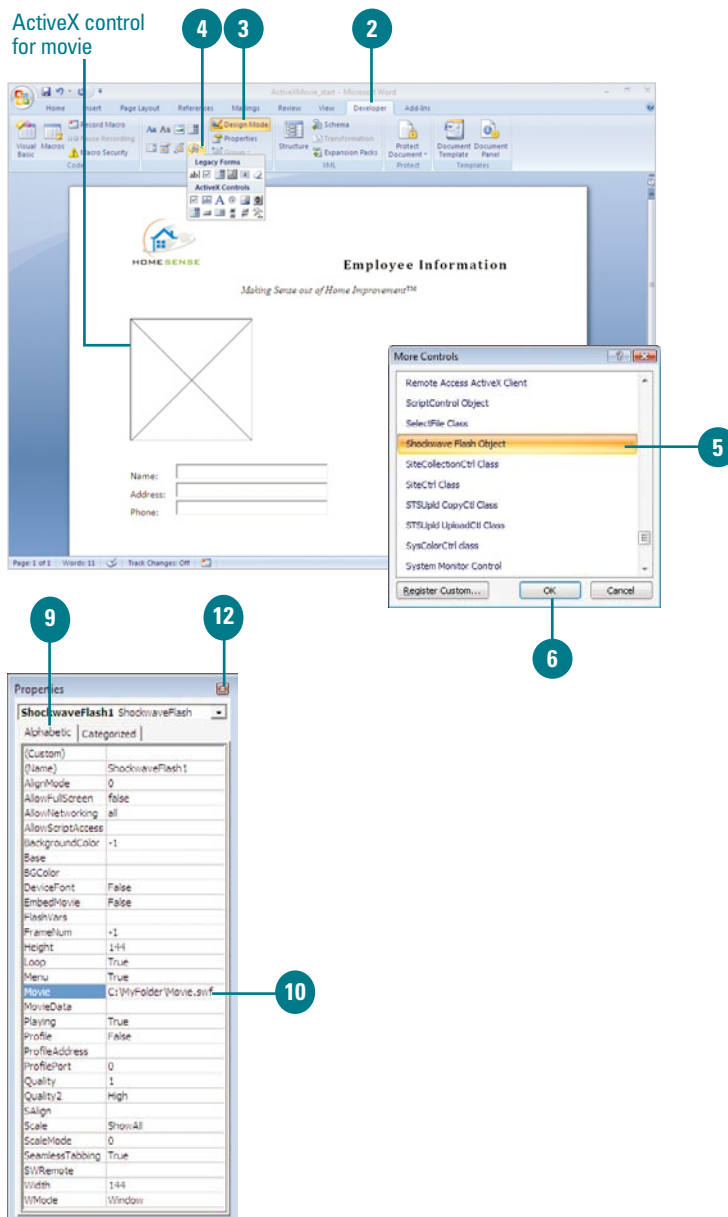 ActiveX control
for movie
4
3
2
ActiveXMovie_start - Microsoft Word
Home Insert Page Layout References Mailings Review View Developer Add-Ins
Visual Basic
Macros
Record Macro
Pause Recording
Macro Security
Code
Aa Aa
Design Mode
Properties
Group
Legacy Forms
ab|
ActiveX Controls
A
Structure
Schema
Transformation
Expansion Packs
XML
Protect Document
Protect
Document Template
Document Panel
Templates
HOMESENSE
Employee Information
Making Sense out of Home Improvement™
Name:
Address:
Phone:
Page: 1 of 1 Words: 11 Track Changes: Off
More Controls
Remote Access ActiveX Client
ScriptControl Object
SelectFile Class
Shockwave Flash Object
SiteCollectionCtrl Class
SiteCtrl Class
STSUpld CopyCtl Class
STSUpld UploadCtl Class
SysColorCtrl class
System Monitor Control
Register Custom...
OK
Cancel
5
6
9
12
Properties
ShockwaveFlash1 ShockwaveFlash
Alphabetic Categorized
(Custom)
(Name) ShockwaveFlash1
AlignMode 0
AllowFullScreen false
AllowNetworking all
AllowScriptAccess
BackgroundColor -1
Base
BGColor
DeviceFont False
EmbedMovie False
FlashVars
FrameNum -1
Height 144
Loop True
Menu True
Movie C:\MyFolder\Movie.swf
10
MovieData
Playing True
Profile False
ProfileAddress
ProfilePort 0
Quality 1
Quality2 High
SAlign
Scale ShowAll
ScaleMode 0
SeamlessTabbing True
SWRemote
Width 144
WMode Window